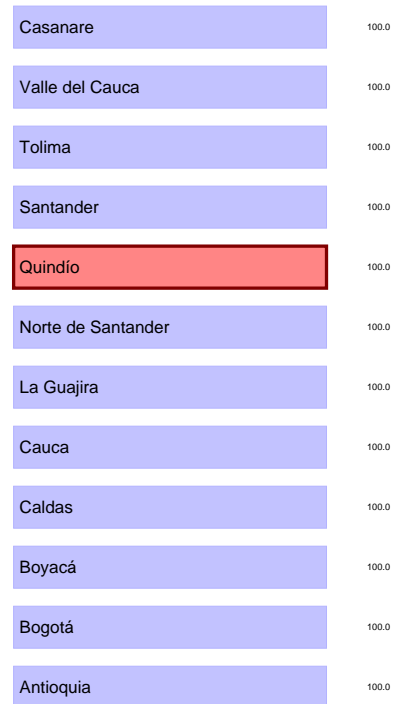 Casanare 100.0
Valle del Cauca 100.0
Tolima 100.0
Santander 100.0
Quindío 100.0
Norte de Santander 100.0
La Guajira 100.0
Cauca 100.0
Caldas 100.0
Boyacá 100.0
Bogotá 100.0
Antioquia 100.0